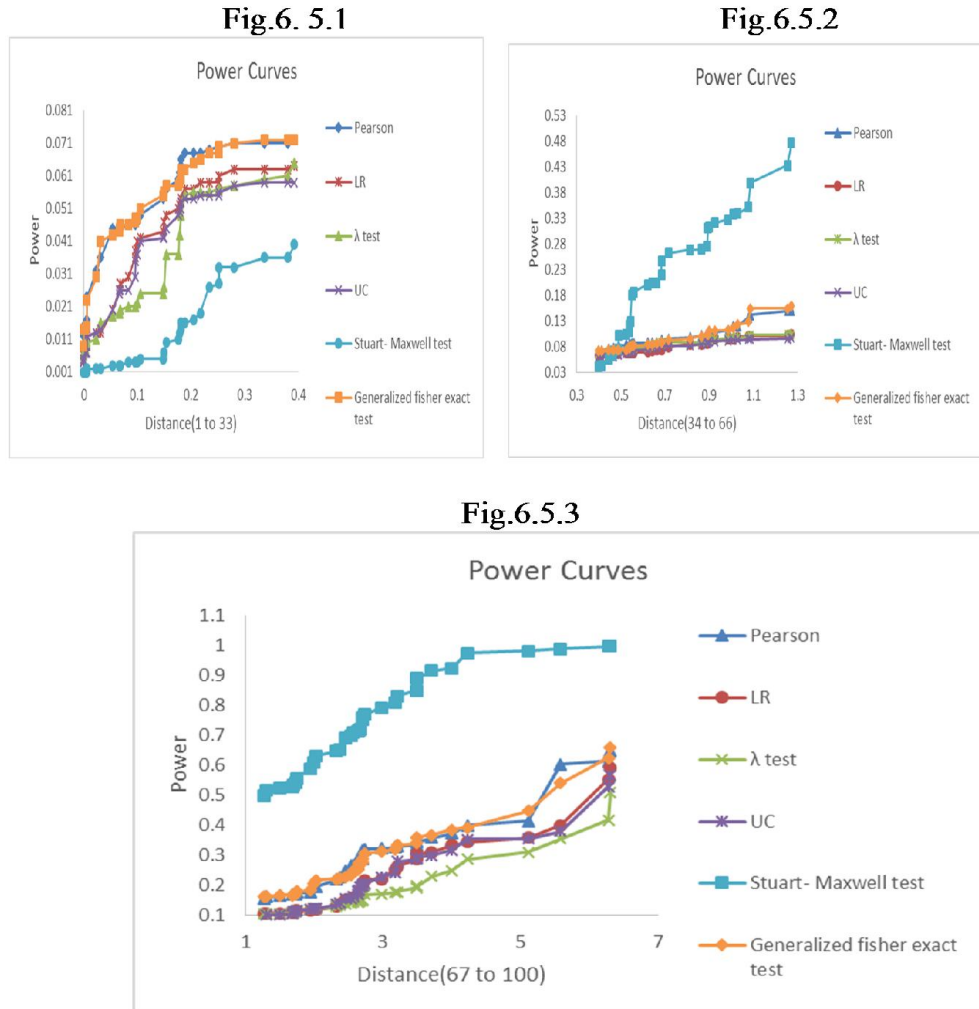 Fig.6. 5.1
Power Curves
0.081
0.071
0.061
0.051
0.041
0.031
0.021
0.011
0.001
Power
0
0.1
0.2
0.3
0.4
Distance(1 to 33)
Pearson
LR
λ test
UC
Stuart- Maxwell test
Generalized fisher exact
test
Fig.6.5.2
Power Curves
0.53
0.48
0.43
0.38
0.33
0.28
0.23
0.18
0.13
0.08
0.03
Power
0.3
0.5
0.7
0.9
1.1
1.3
Distance(34 to 66)
Pearson
LR
λ test
UC
Stuart- Maxwell test
Generalized fisher exact
test
Fig.6.5.3
Power Curves
1.1
1
0.9
0.8
0.7
0.6
0.5
0.4
0.3
0.2
0.1
Power
1
3
5
7
Distance(67 to 100)
Pearson
LR
λ test
UC
Stuart- Maxwell test
Generalized fisher exact
test